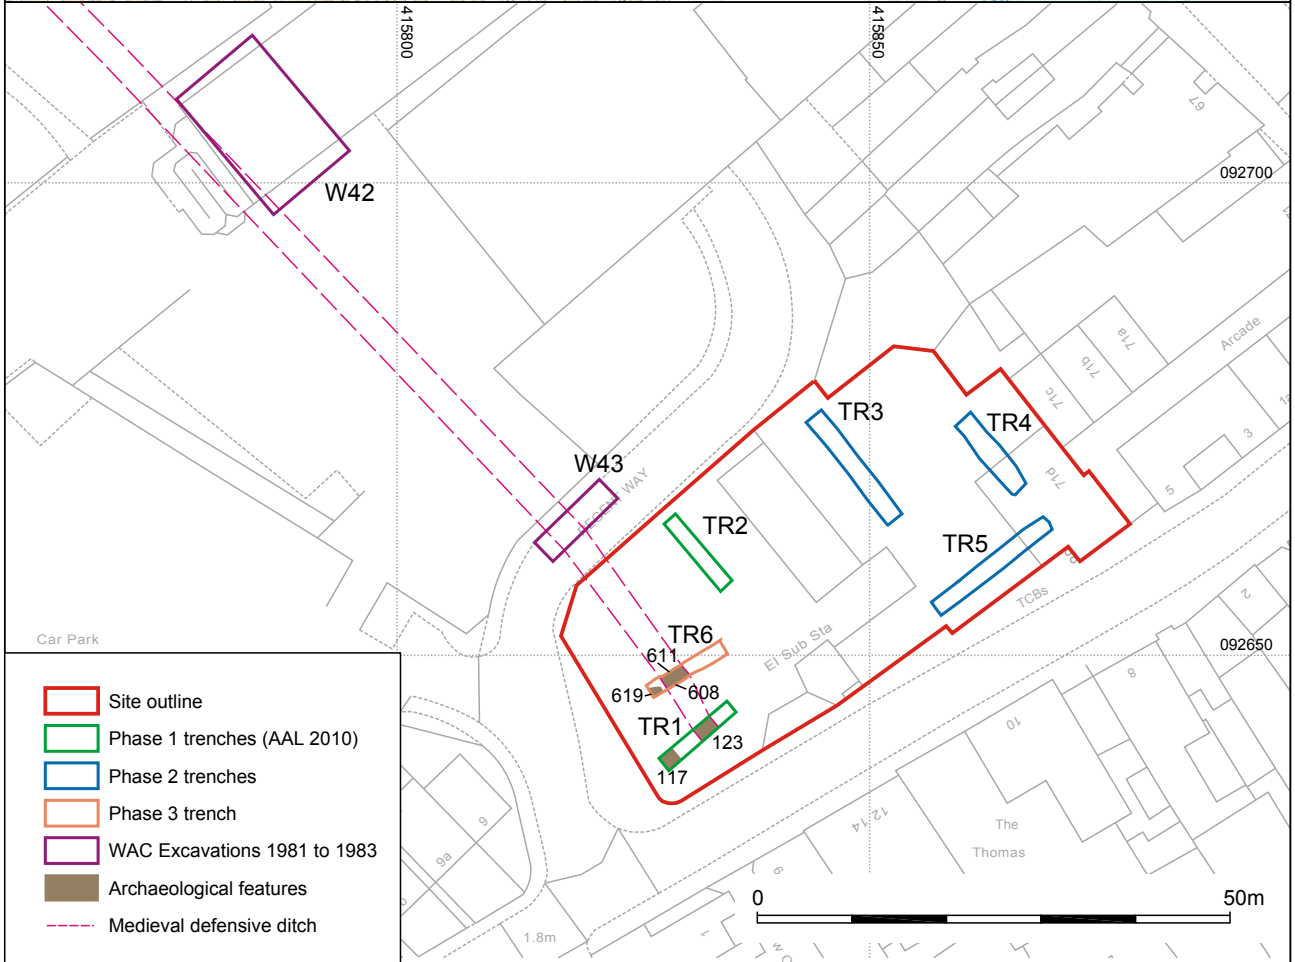 415800
415850
67
092700
W42
71a
Arcade
71b
71c
TR3
TR4
3
W43
71d
5
TR2
TR5
TCBs
2
El Sub Sta
TR6
092650
Car Park
611
8
619
608
TR1
123
10
117
Site outline
Phase 1 trenches (AAL 2010)
Phase 2 trenches
Phase 3 trench
WAC Excavations 1981 to 1983
Archaeological features
Medieval defensive ditch
9a
12 14
The
Thomas
0
50m
1.8m